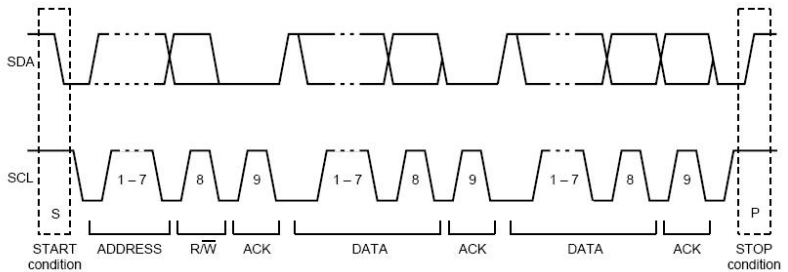 SDA
SCL
1 – 7
8
9
1 – 7
8
9
1 – 7
8
9
S
P
START
condition
ADDRESS
R/W̅
ACK
DATA
ACK
DATA
ACK
STOP
condition